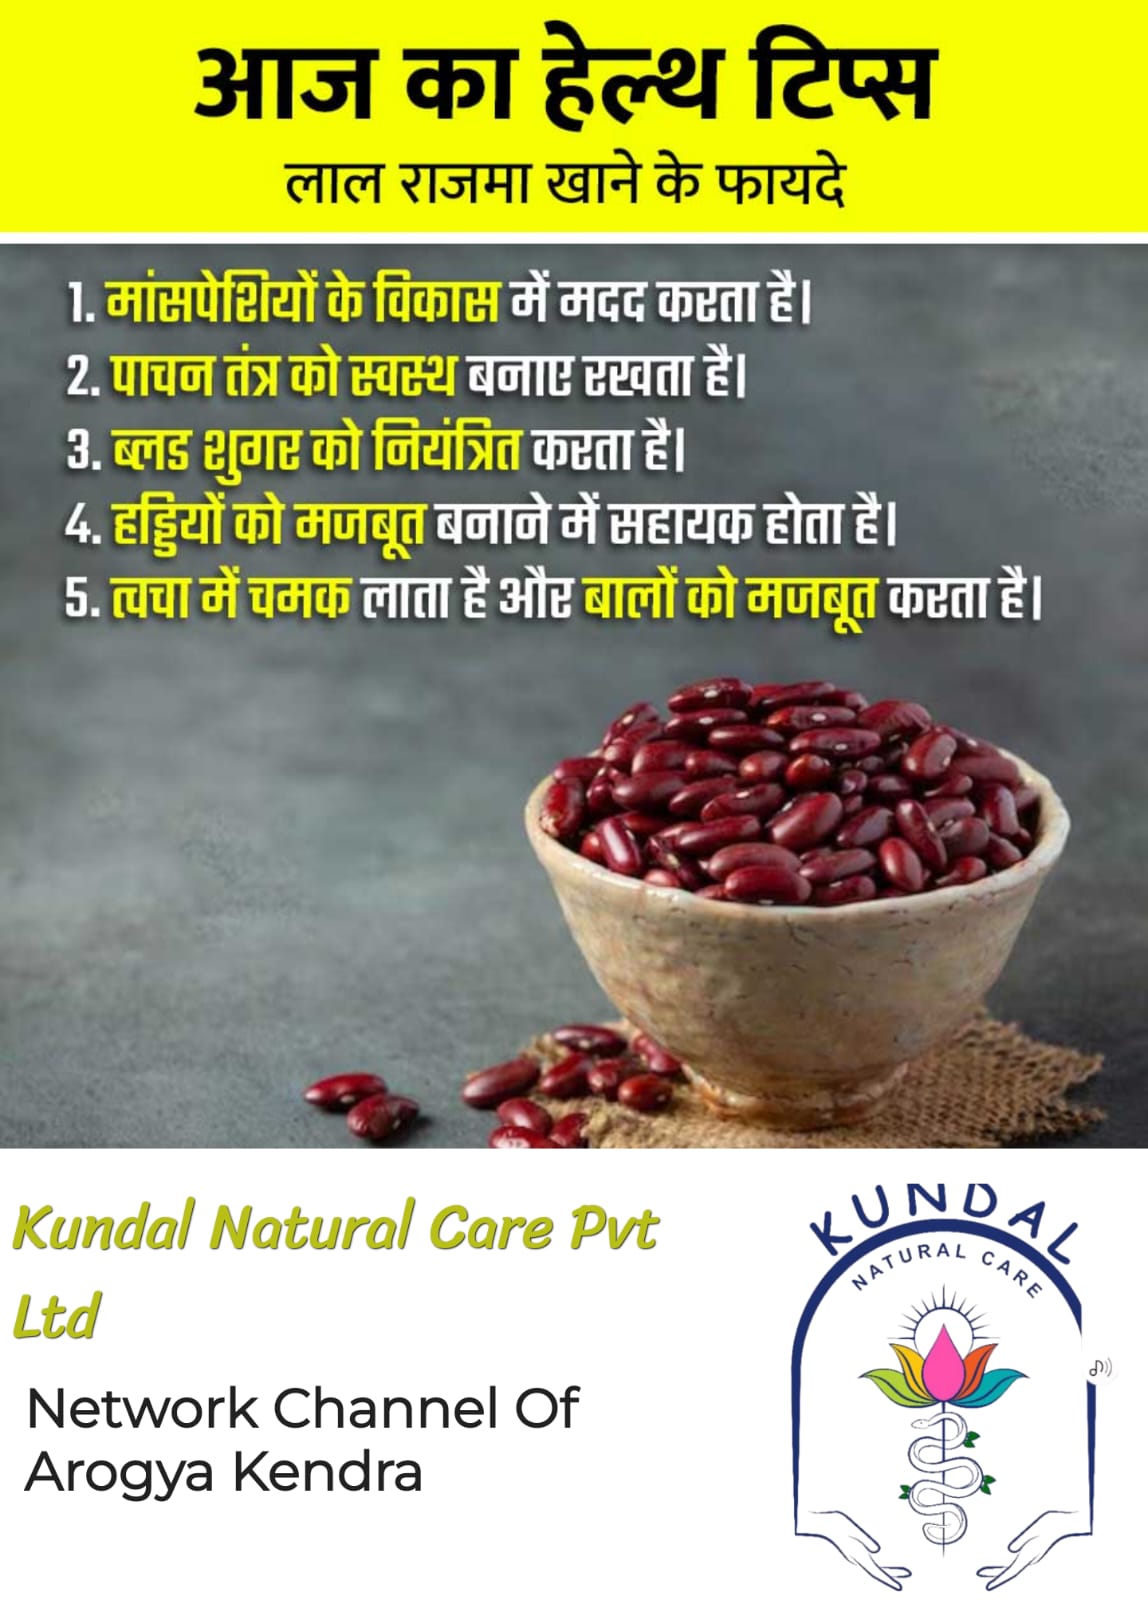 आज का हेल्थ टिप्स
लाल राजमा खाने के फायदे
1. मांसपेशियों के विकास में मदद करता है।
2. पाचन तंत्र को स्वस्थ बनाए रखता है।
3. ब्लड शुगर को नियंत्रित करता है।
4. हड्डियों को मजबूत बनाने में सहायक होता है।
5. त्वचा में चमक लाता है और बालों को मजबूत करता है।
Kundal Natural Care Pvt
Ltd
Network Channel Of
Arogya Kendra
KUNDAL
NATURAL CARE